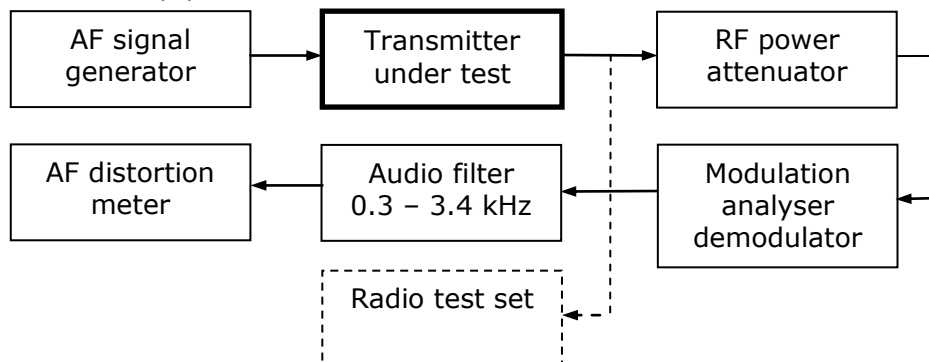 AF signal
generator
Transmitter
under test
RF power
attenuator
AF distortion
meter
Audio filter
0.3 – 3.4 kHz
Modulation
analyser
demodulator
Radio test set